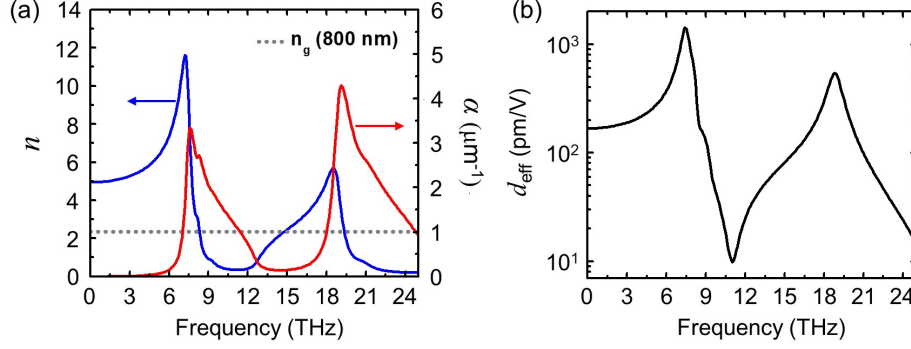 (a)
14
12
10
8
6
4
2
0
n
n_g (800 nm)
6
5
4
3
2
1
0
α (μm⁻¹)
0 3 6 9 12 15 18 21 24
Frequency (THz)
(b)
10³
10²
10¹
d_eff (pm/V)
0 3 6 9 12 15 18 21 24
Frequency (THz)